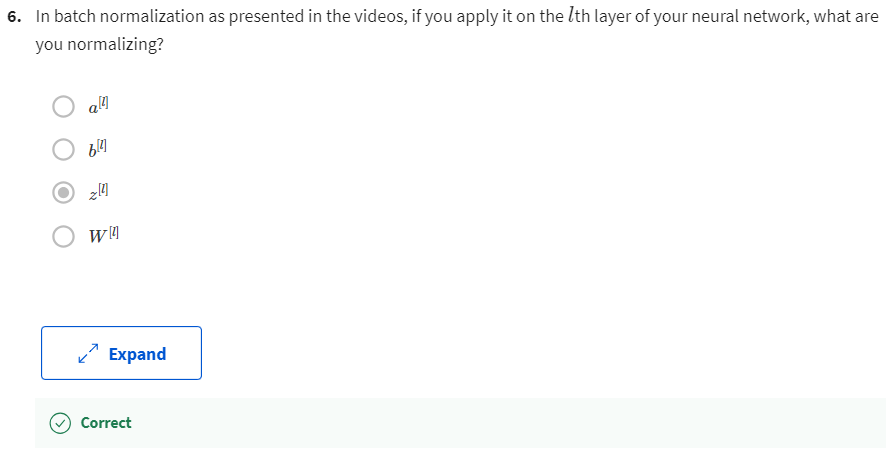 6. In batch normalization as presented in the videos, if you apply it on the lth layer of your neural network, what are
you normalizing?
a[l]
b[l]
z[l]
W[l]
Expand
Correct